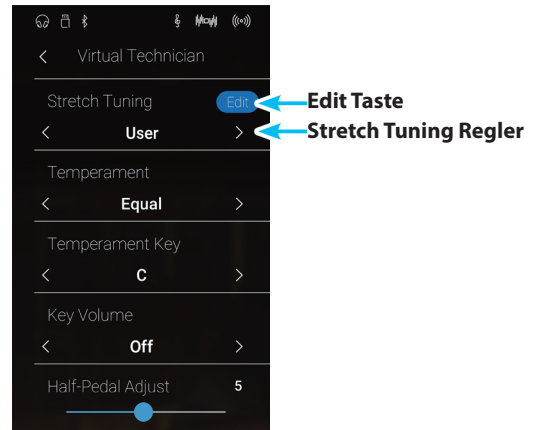 Virtual Technician
Stretch Tuning Edit
User
Temperament
Equal
Temperament Key
C
Key Volume
Off
Half-Pedal Adjust 5
Edit Taste
Stretch Tuning Regler